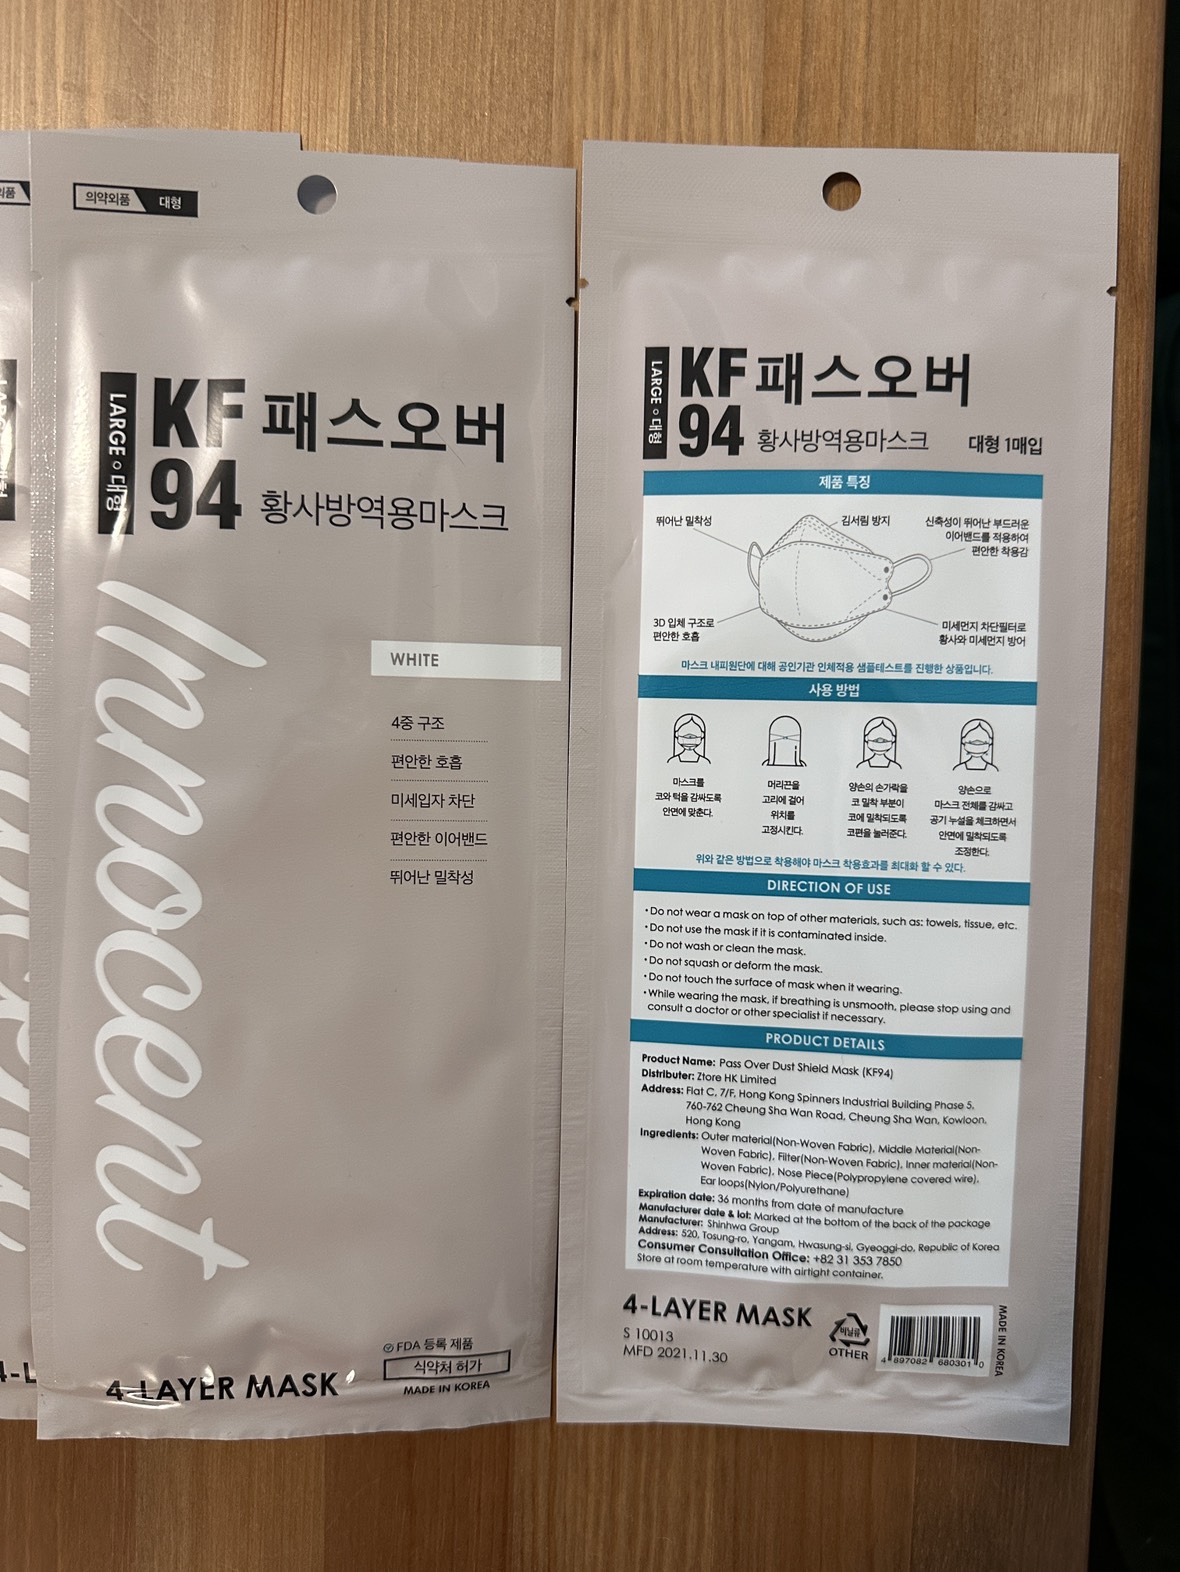 의약외품 대형
LARGE 대형
KF 94
패스오버
황사방역용마스크
Innocent
WHITE
4중 구조
편안한 호흡
미세입자 차단
편안한 이어밴드
뛰어난 밀착성
FDA 등록 제품
식약처 허가
MADE IN KOREA
4-LAYER MASK
LARGE 대형
KF 94
패스오버
황사방역용마스크 대형 1매입
제품 특징
뛰어난 밀착성
김서림 방지
신축성이 뛰어난 부드러운
이어밴드를 적용하여
편안한 착용감
3D 입체 구조로
편안한 호흡
미세먼지 차단필터로
황사와 미세먼지 방어
마스크 내피원단에 대해 공인기관 인체적용 샘플테스트를 진행한 상품입니다.
사용 방법
마스크를
코와 턱을 감싸도록
안면에 맞춘다.
머리끈을
고리에 걸어
위치를
고정시킨다.
양손의 손가락을
코 밀착 부분이
코에 밀착되도록
코편을 눌러준다.
양손으로
마스크 전체를 감싸고
공기 누설을 체크하면서
안면에 밀착되도록
조정한다.
위와 같은 방법으로 착용해야 마스크 착용효과를 최대화 할 수 있다.
DIRECTION OF USE
•Do not wear a mask on top of other materials, such as: towels, tissue, etc.
•Do not use the mask if it is contaminated inside.
•Do not wash or clean the mask.
•Do not squash or deform the mask.
•Do not touch the surface of mask when it wearing.
•While wearing the mask, if breathing is unsmooth, please stop using and
consult a doctor or other specialist if necessary.
PRODUCT DETAILS
Product Name: Pass Over Dust Shield Mask (KF94)
Distributer: Ztore HK Limited
Address: Flat C, 7/F, Hong Kong Spinners Industrial Building Phase 5,
760-762 Cheung Sha Wan Road, Cheung Sha Wan, Kowloon,
Hong Kong
Ingredients: Outer material(Non-Woven Fabric), Middle Material(Non-
Woven Fabric), Filter(Non-Woven Fabric), Inner material(Non-
Woven Fabric), Nose Piece(Polypropylene covered wire),
Ear loops(Nylon/Polyurethane)
Expiration date: 36 months from date of manufacture
Manufacturer date & lot: Marked at the bottom of the back of the package
Manufacturer: Shinhwa Group
Address: 520, Tosung-ro, Yangam, Hwasung-si, Gyeoggi-do, Republic of Korea
Consumer Consultation Office: +82 31 353 7850
Store at room temperature with airtight container.
4-LAYER MASK
S 10013
MFD 2021.11.30
비닐류
OTHER
4 897082 680301 0
MADE IN KOREA